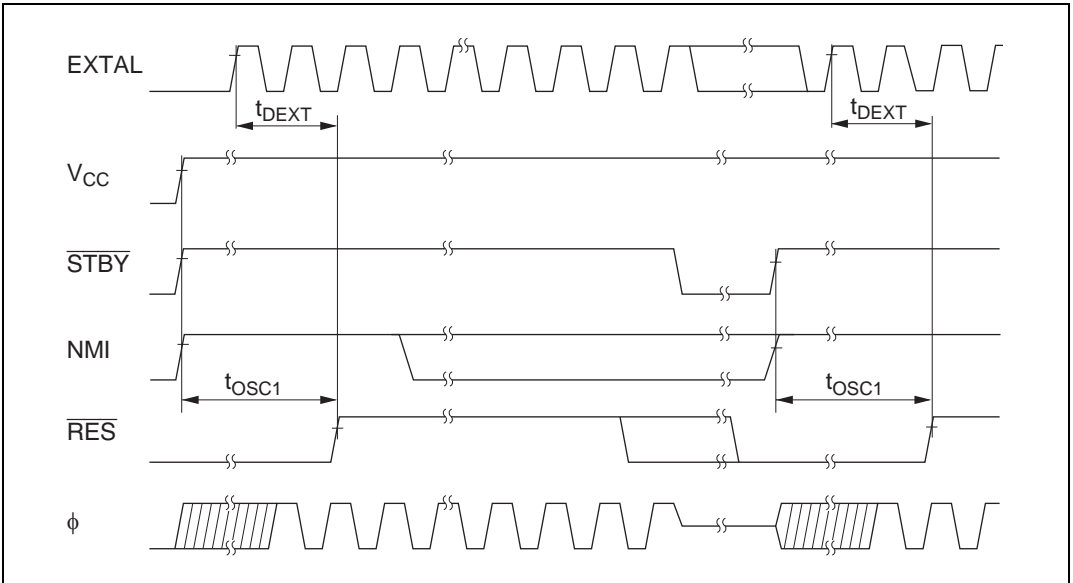 EXTAL
tDEXT
tDEXT
VCC
STBY
NMI
tOSC1
tOSC1
RES
ϕ